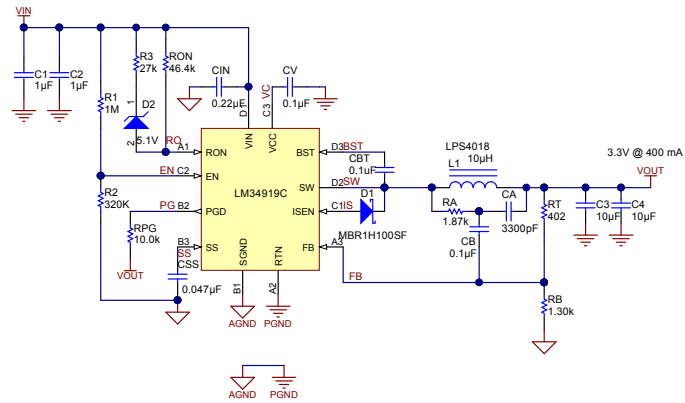 VIN
C1
1µF
C2
1µF
R1
1M
R3
27k
RON
46.4k
1
D2
5.1V
2
RO
A1
CIN
0.22µF
D1
VC
C3
CV
0.1µF
VIN
VCC
RON
BST
D3
BST
CBT
0.1uF
EN
C2
EN
SW
D2
SW
LM34919C
D1
PG
B2
PGD
ISEN
C1
IS
MBR1H100SF
R2
320K
RPG
10.0k
VOUT
B3
SS
SS
CSS
0.047µF
FB
A3
FB
SGND
RTN
B1
A2
AGND
PGND
LPS4018
L1
10µH
RA
1.87k
CA
3300pF
CB
0.1µF
RT
402
RB
1.30k
3.3V @ 400 mA
VOUT
C3
10µF
C4
10µF
AGND
PGND